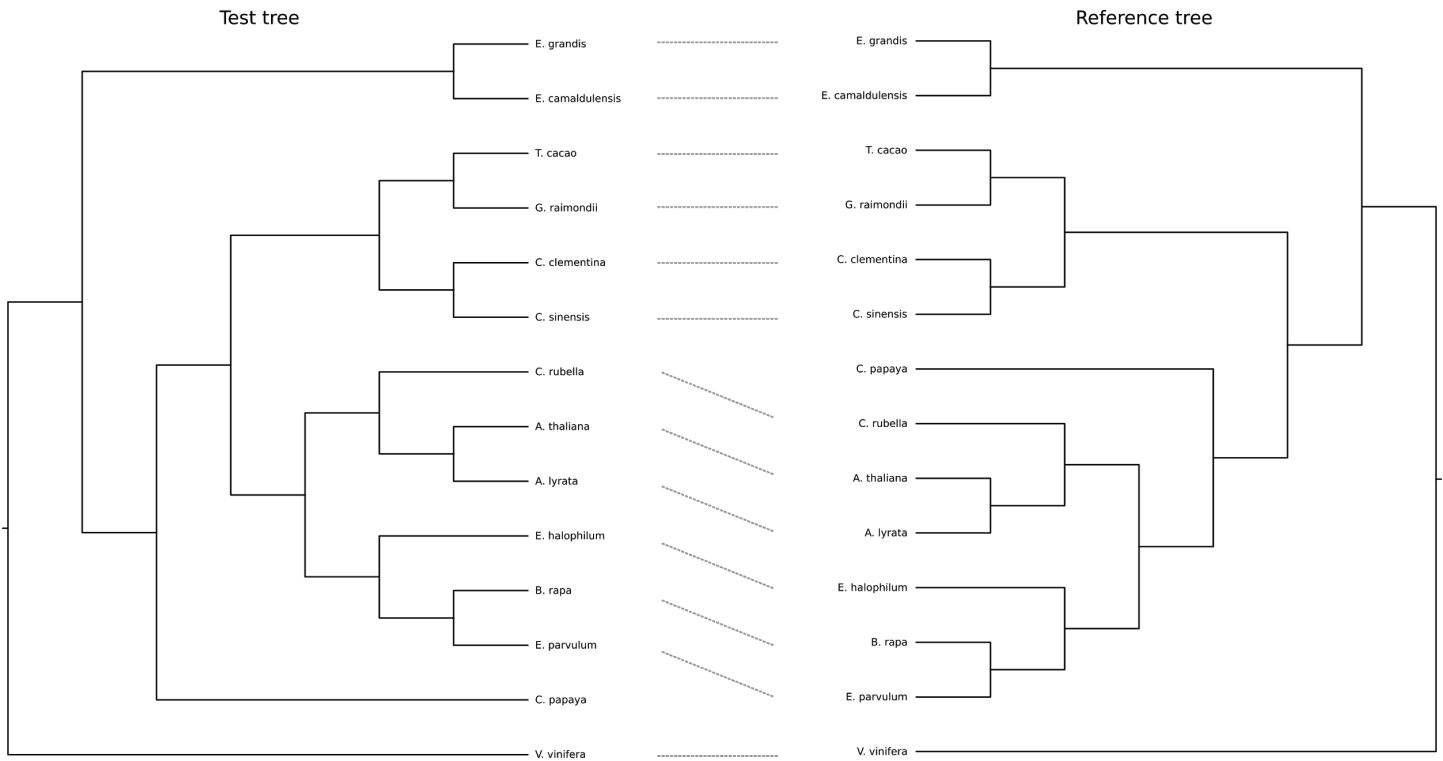 Test tree
Reference tree
E. grandis
E. camaldulensis
T. cacao
G. raimondii
C. clementina
C. sinensis
C. rubella
A. thaliana
A. lyrata
E. halophilum
B. rapa
E. parvulum
C. papaya
V. vinifera
E. grandis
E. camaldulensis
T. cacao
G. raimondii
C. clementina
C. sinensis
C. papaya
C. rubella
A. thaliana
A. lyrata
E. halophilum
B. rapa
E. parvulum
V. vinifera